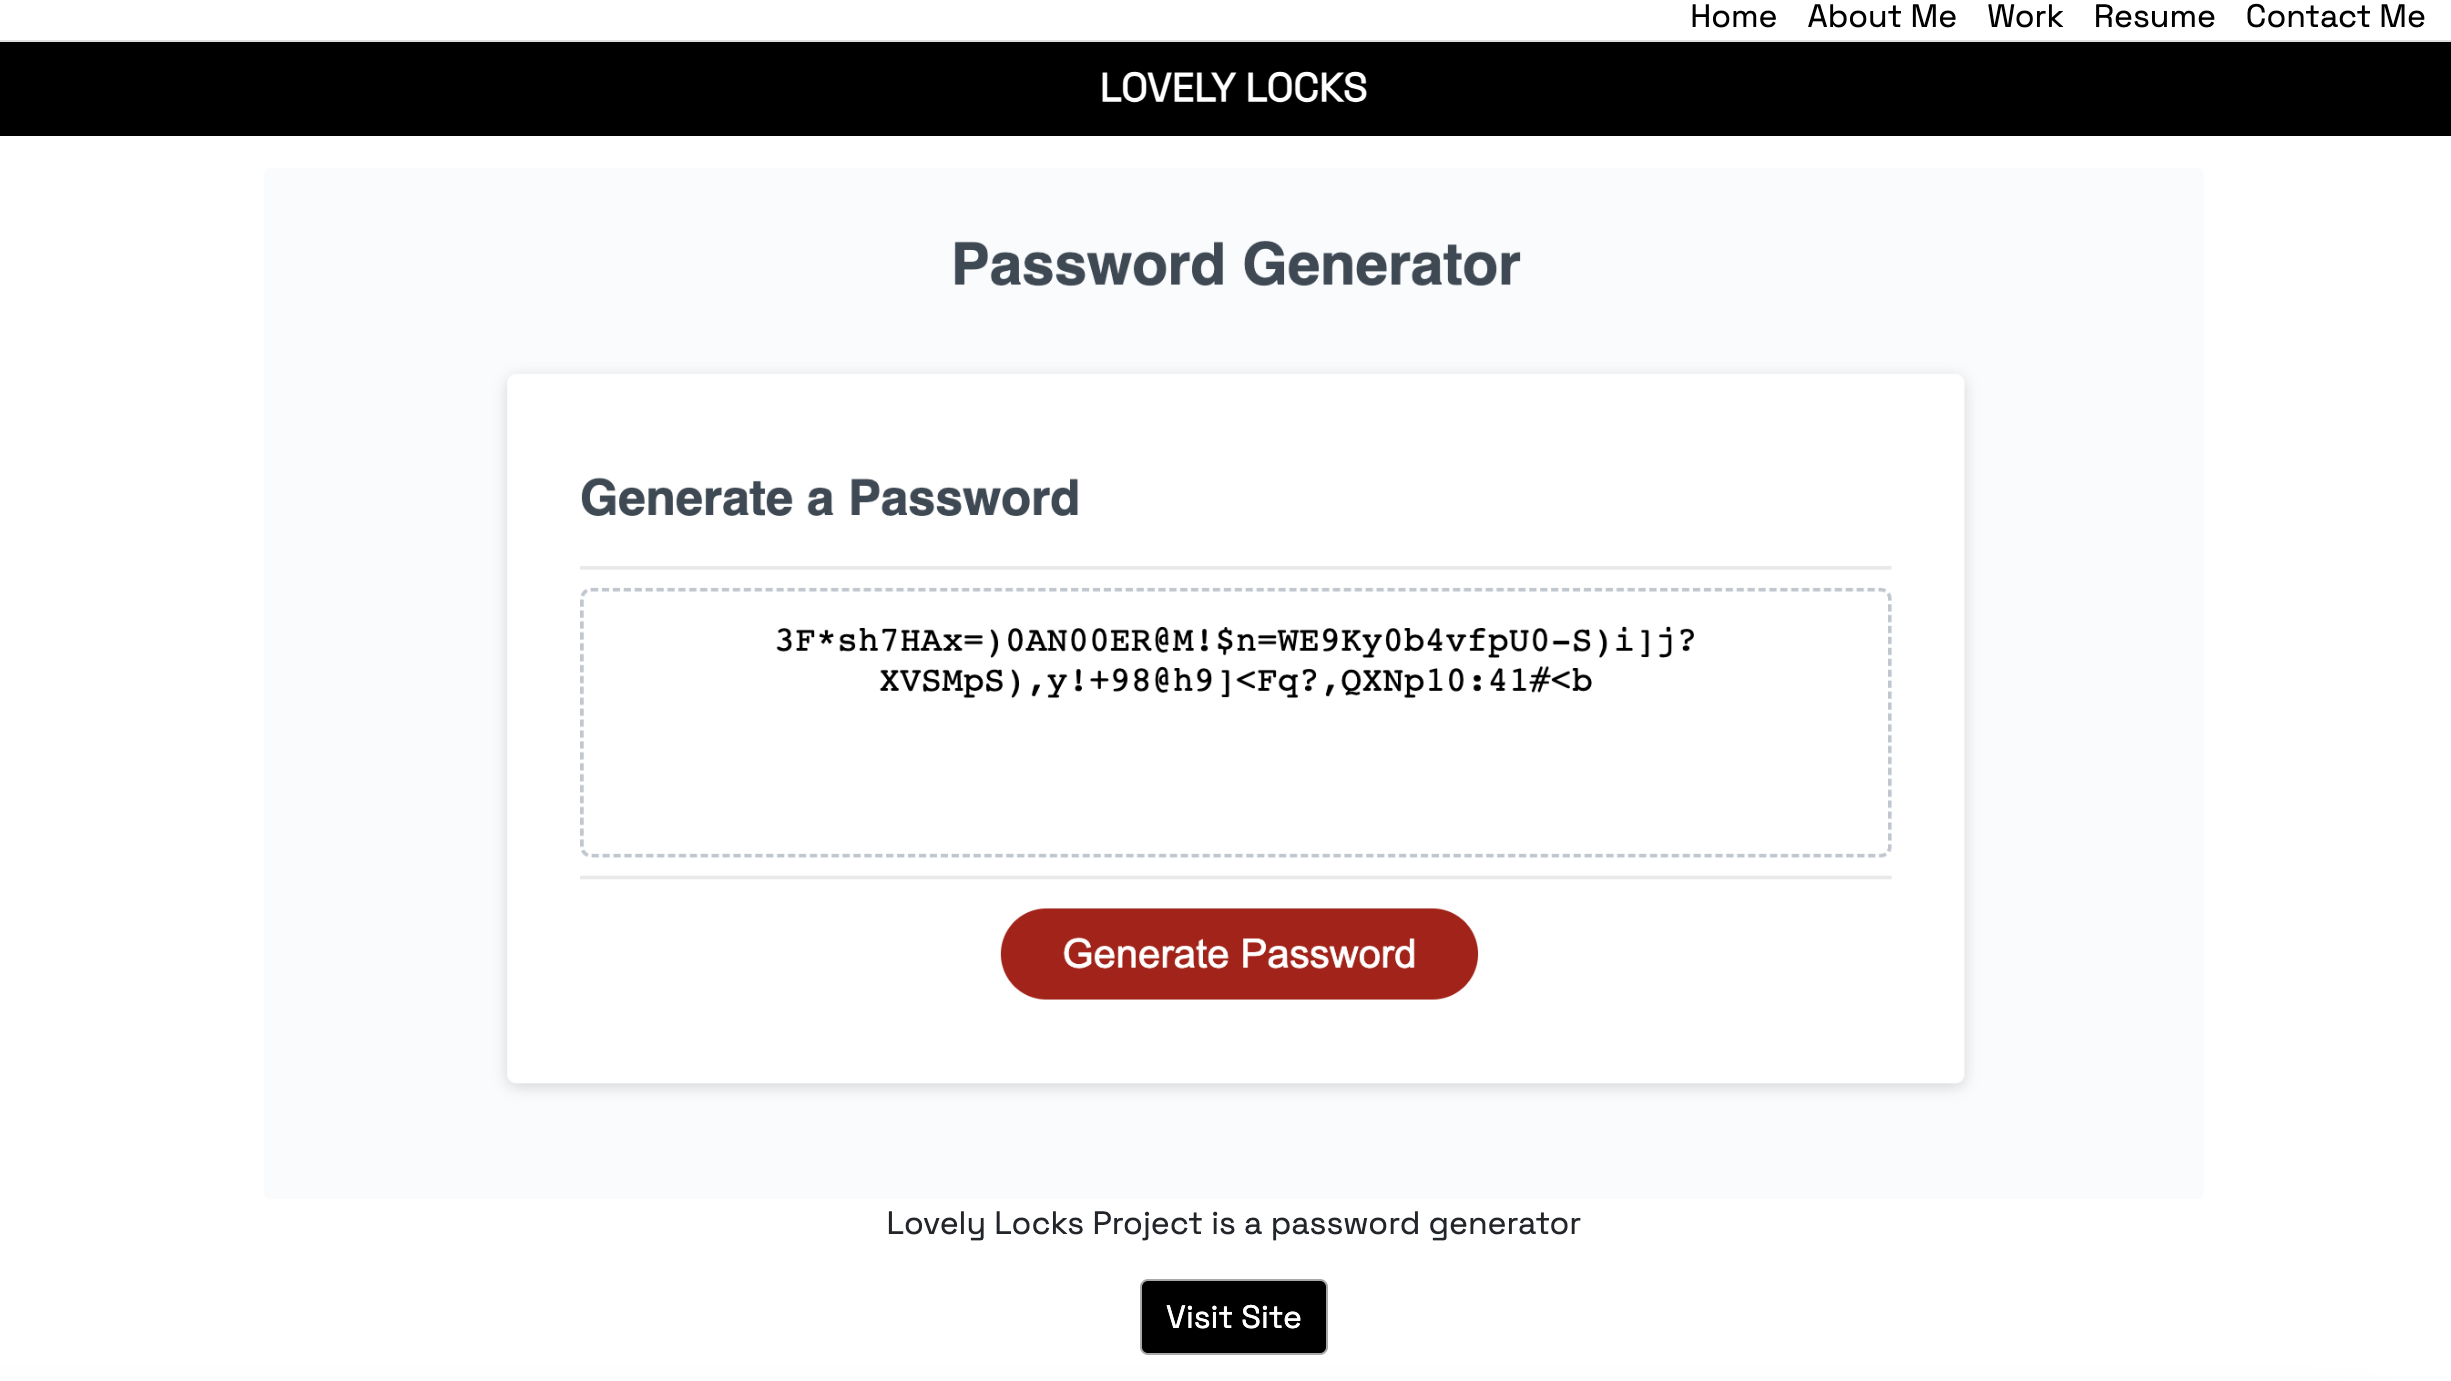 Home About Me Work Resume Contact Me
LOVELY LOCKS
Password Generator
Generate a Password
3F*sh7HAx=)0AN00ER@M!$n=WE9Ky0b4vfpU0-S)i]j?
XVSMpS),y!+98@h9]<Fq?,QXNp10:41#<b
Generate Password
Lovely Locks Project is a password generator
Visit Site